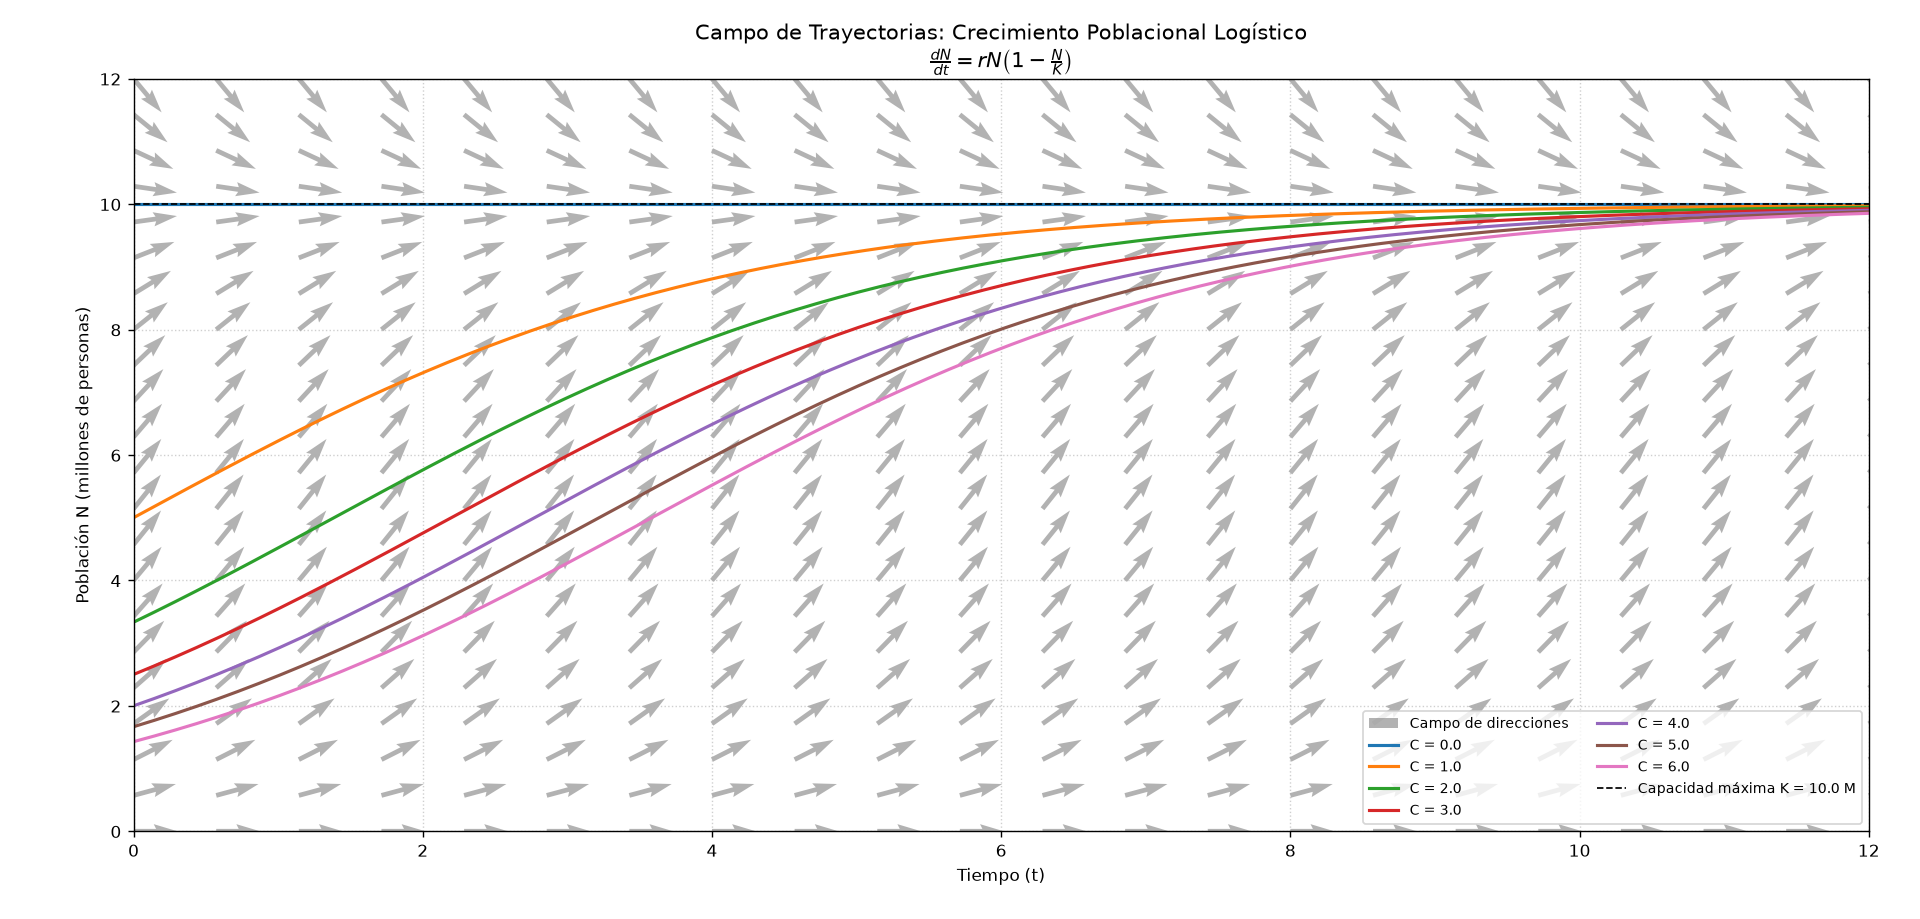 Campo de Trayectorias: Crecimiento Poblacional Logístico
dN/dt = rN(1 − N/K)
Población N (millones de personas)
12
10
8
6
4
2
0
0 2 4 6 8 10 12
Tiempo (t)
Campo de direcciones
C = 0.0
C = 1.0
C = 2.0
C = 3.0
C = 4.0
C = 5.0
C = 6.0
Capacidad máxima K = 10.0 M